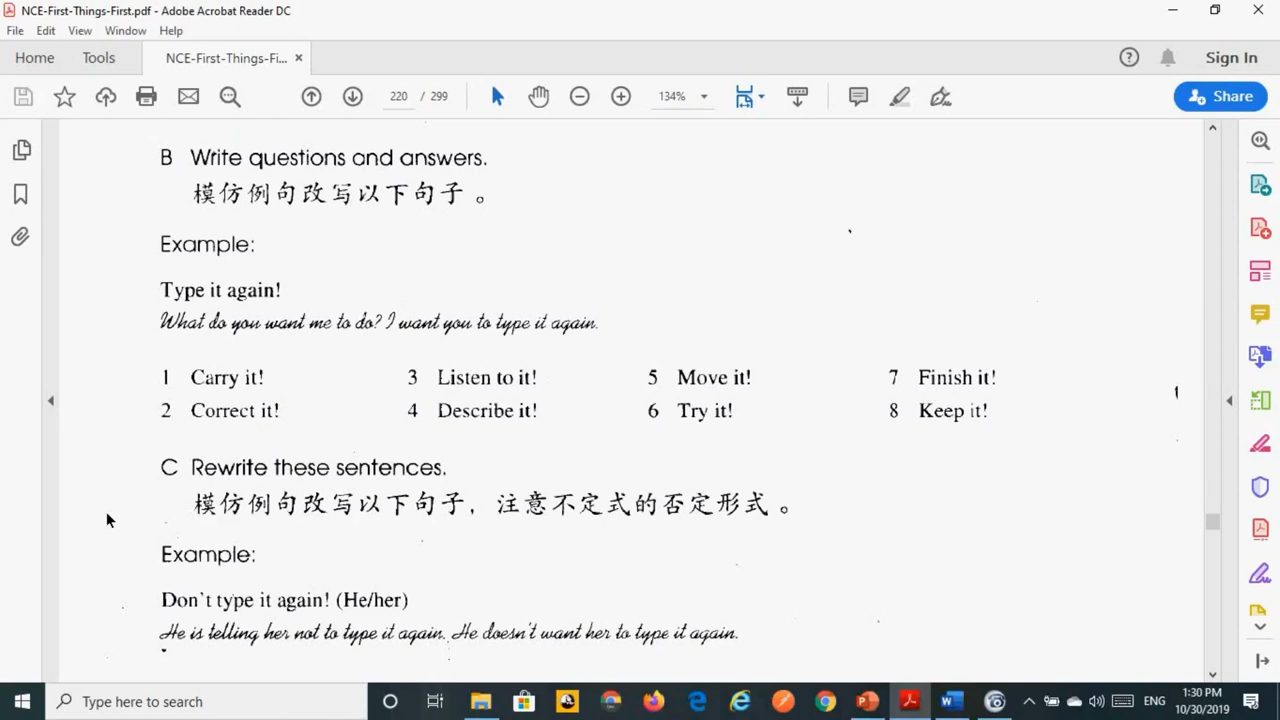 NCE-First-Things-First.pdf - Adobe Acrobat Reader DC
File Edit View Window Help
Home Tools NCE-First-Things-Fi... × Sign In
220 / 299 134% Share
B Write questions and answers.
模仿例句改写以下句子。
Example:
Type it again!
What do you want me to do? I want you to type it again.
1 Carry it! 3 Listen to it! 5 Move it! 7 Finish it!
2 Correct it! 4 Describe it! 6 Try it! 8 Keep it!
C Rewrite these sentences.
模仿例句改写以下句子，注意不定式的否定形式。
Example:
Don't type it again! (He/her)
He is telling her not to type it again. He doesn't want her to type it again.
Type here to search ENG 1:30 PM
10/30/2019